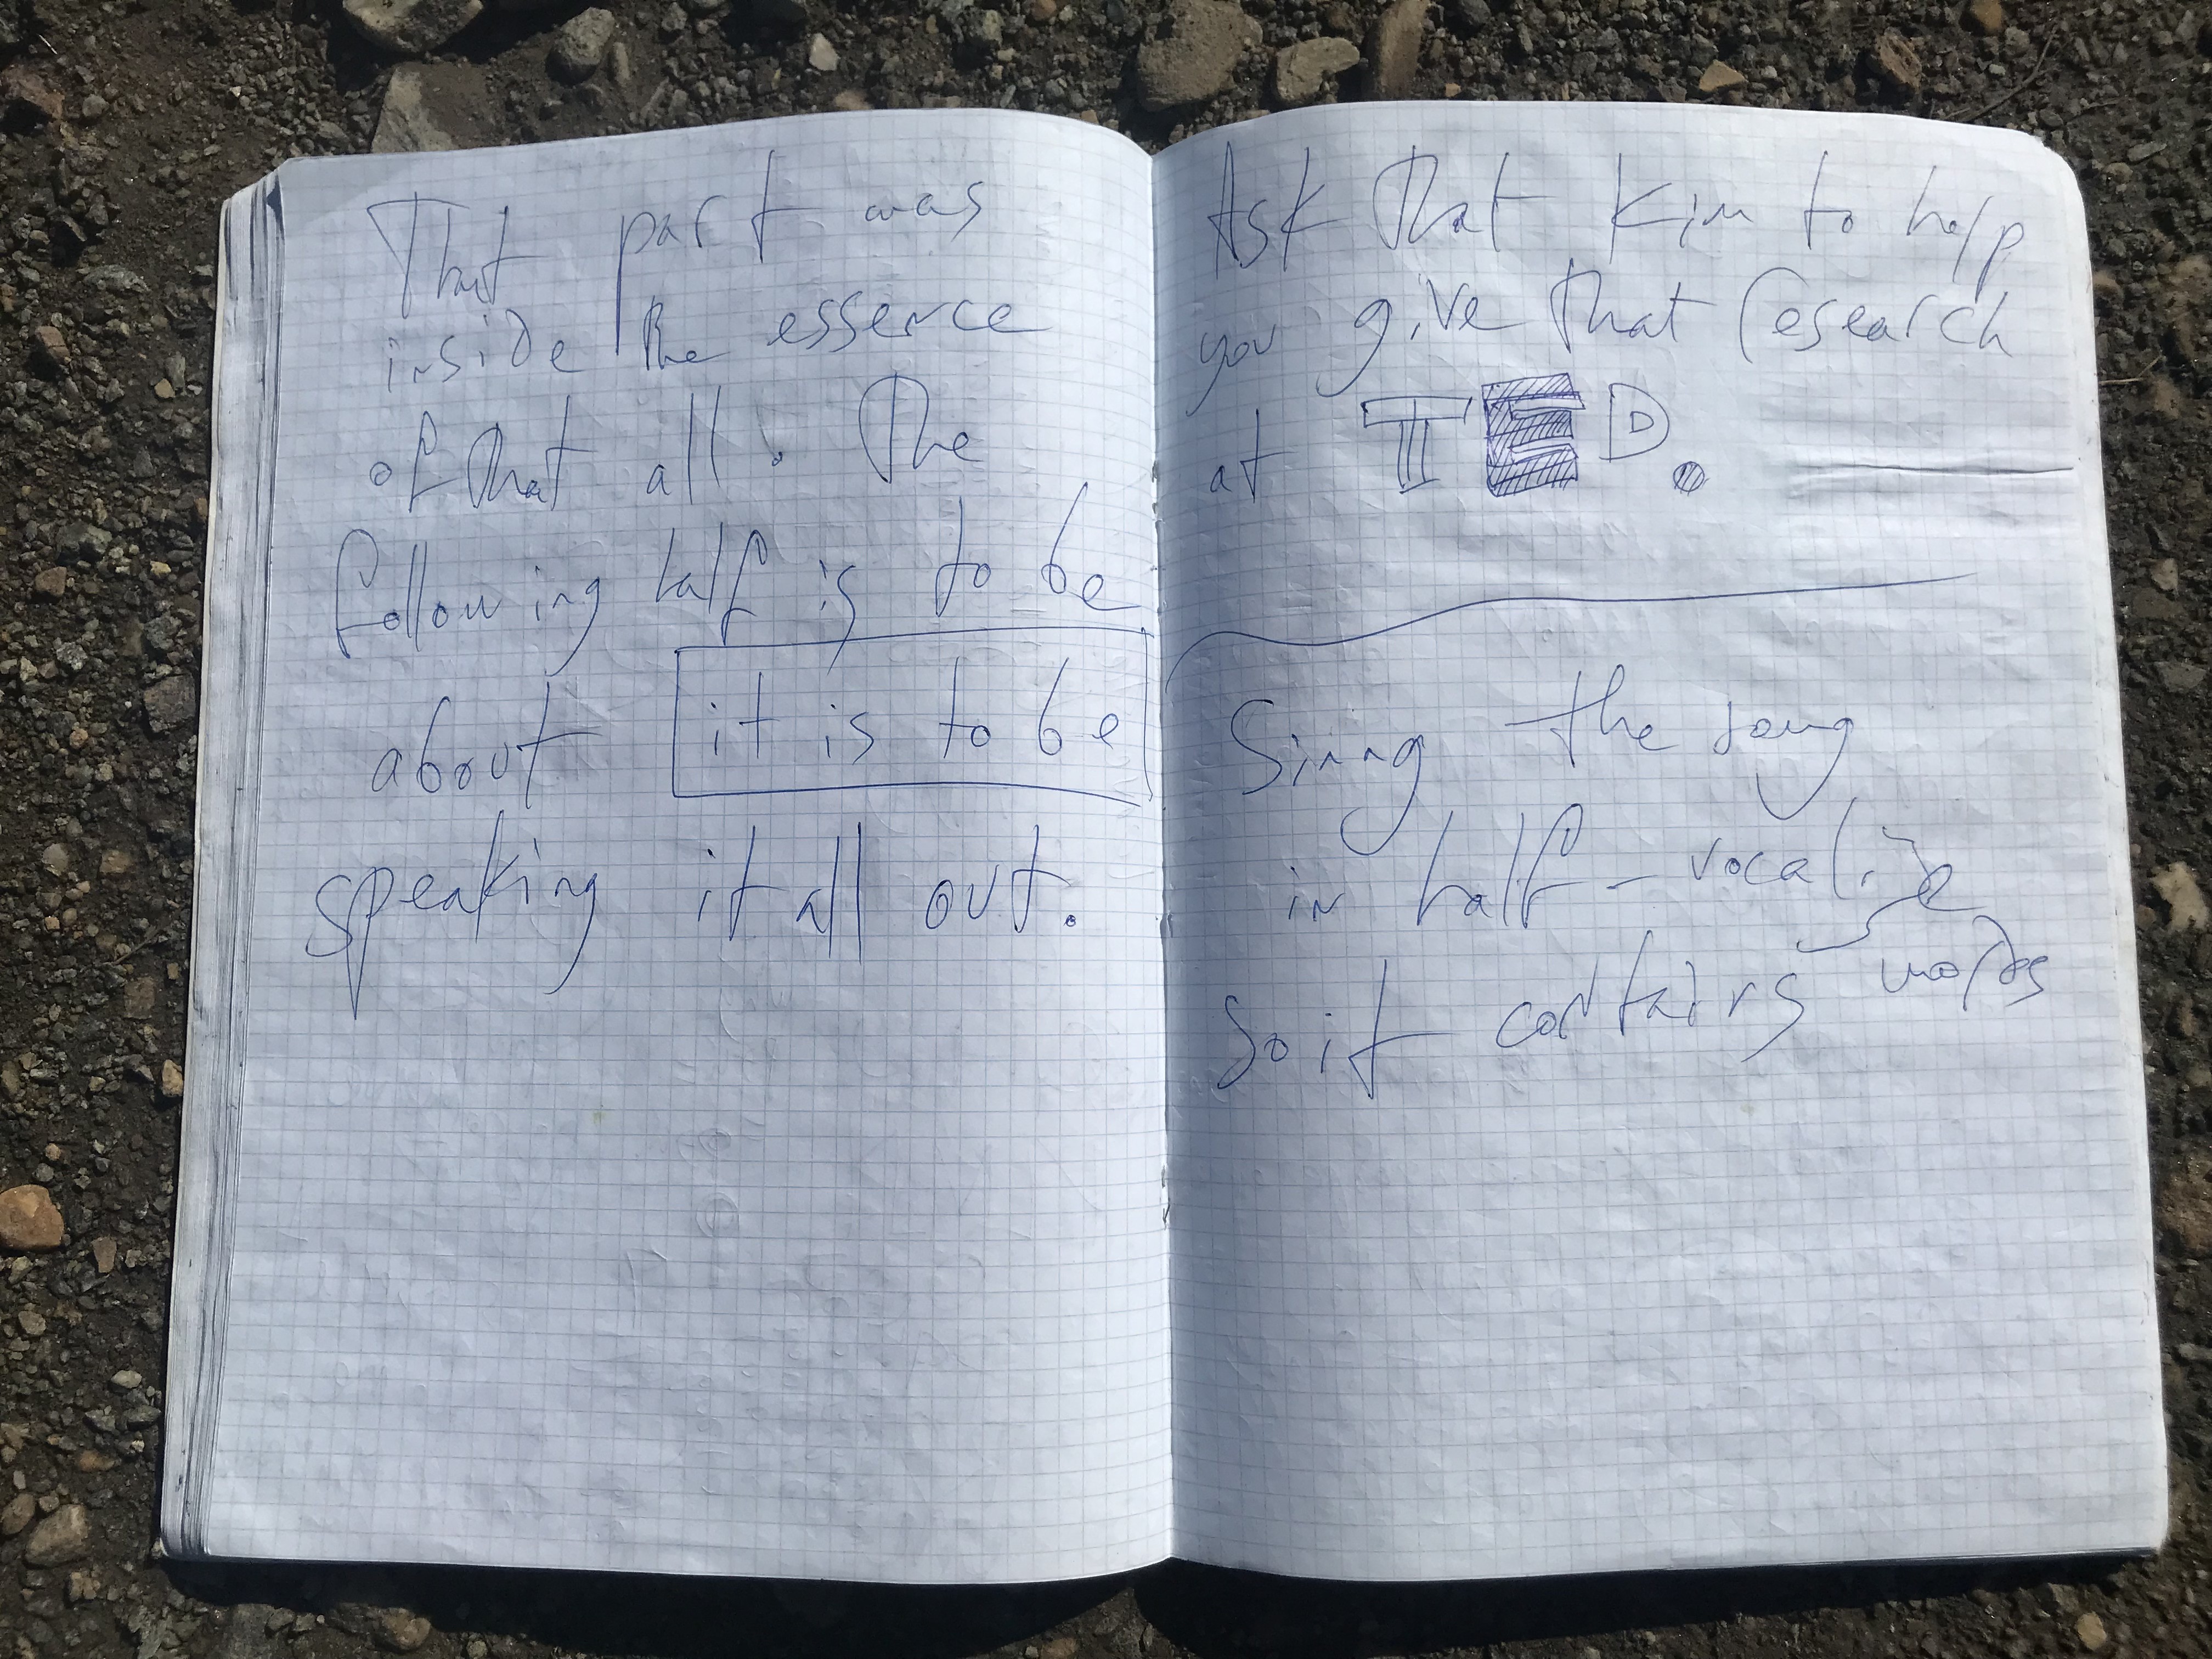 That part was
inside the essence
of that all. The
following half is to be
about it is to be
speaking it all out.
Ask that Kim to help
you give that research
at TED.
Sing the song
in half-vocalise
so it contains words